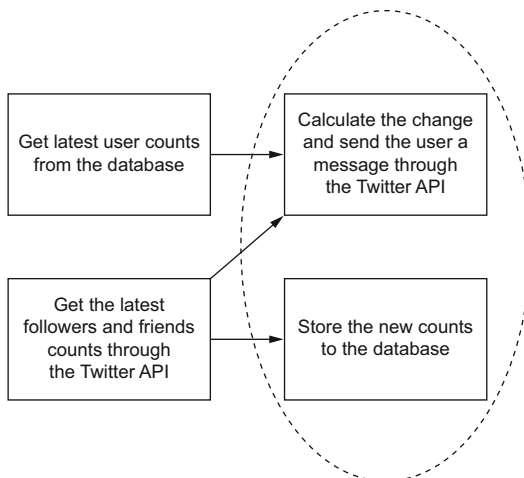 Get latest user counts
from the database
Calculate the change
and send the user a
message through
the Twitter API
Get the latest
followers and friends
counts through
the Twitter API
Store the new counts
to the database